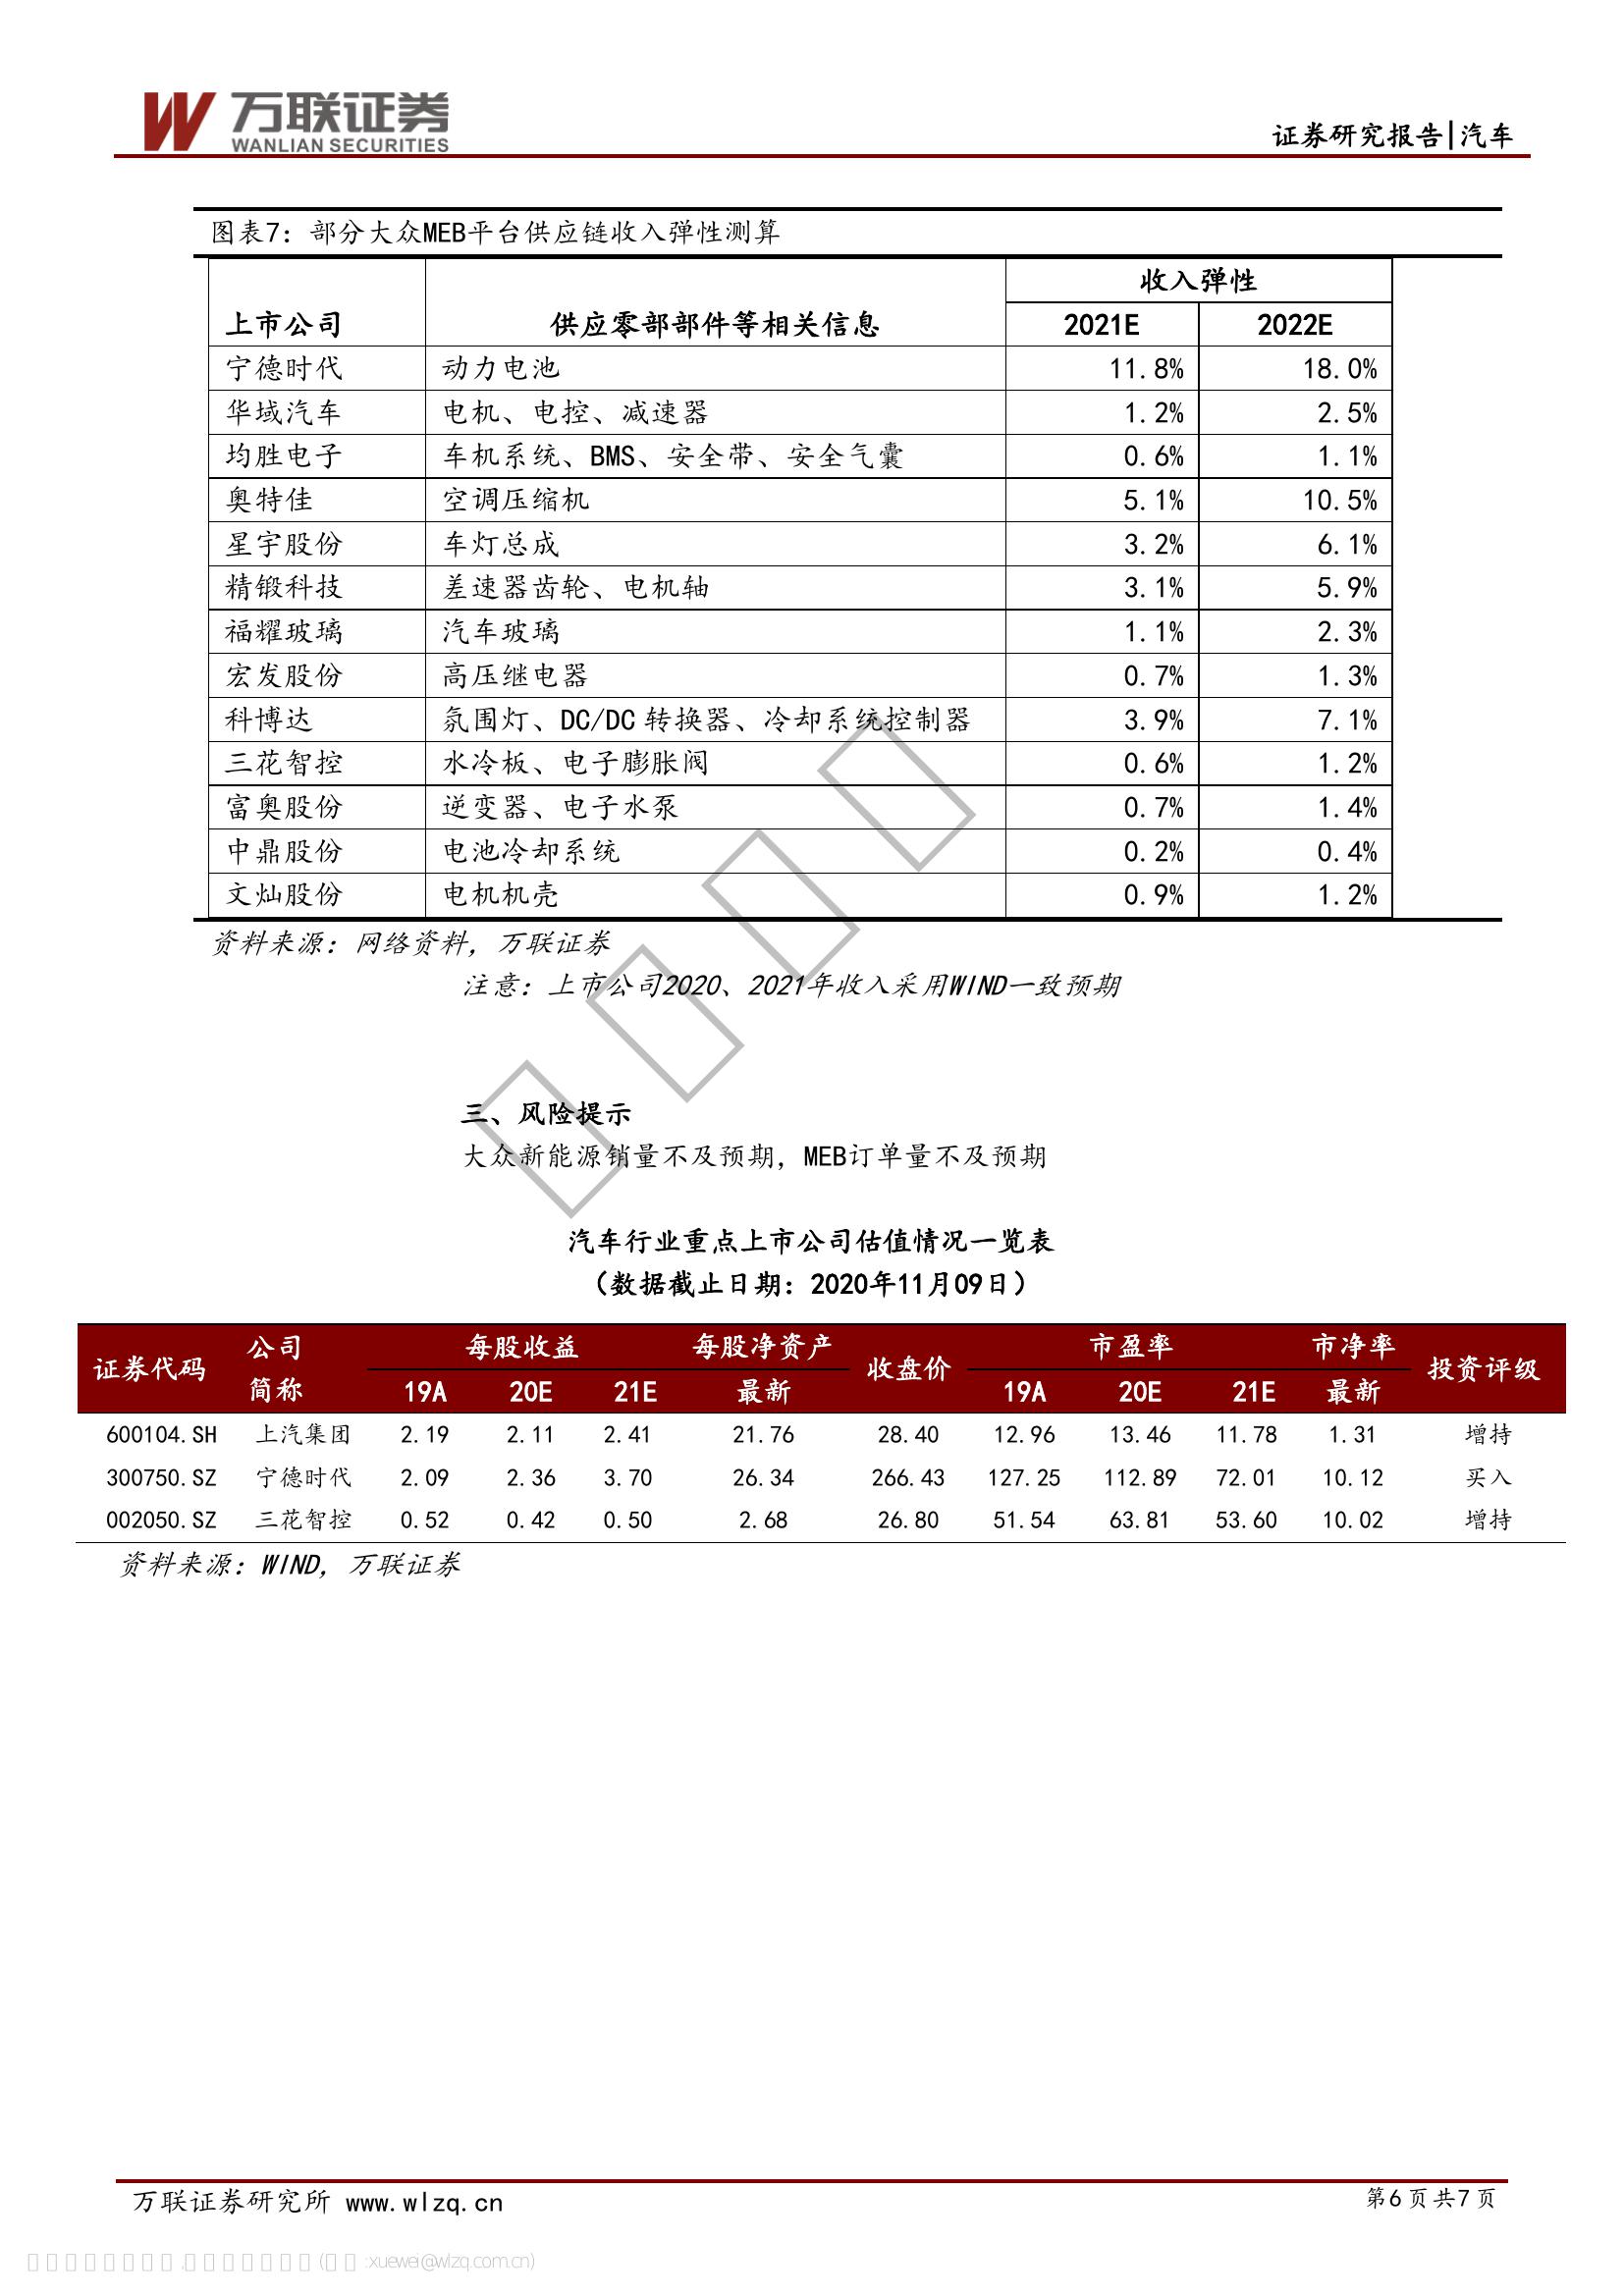 万联证券
WANLIAN SECURITIES
证券研究报告|汽车
图表7：部分大众MEB平台供应链收入弹性测算
上市公司 供应零部部件等相关信息 收入弹性
2021E 2022E
宁德时代 动力电池 11.8% 18.0%
华域汽车 电机、电控、减速器 1.2% 2.5%
均胜电子 车机系统、BMS、安全带、安全气囊 0.6% 1.1%
奥特佳 空调压缩机 5.1% 10.5%
星宇股份 车灯总成 3.2% 6.1%
精锻科技 差速器齿轮、电机轴 3.1% 5.9%
福耀玻璃 汽车玻璃 1.1% 2.3%
宏发股份 高压继电器 0.7% 1.3%
科博达 氛围灯、DC/DC 转换器、冷却系统控制器 3.9% 7.1%
三花智控 水冷板、电子膨胀阀 0.6% 1.2%
富奥股份 逆变器、电子水泵 0.7% 1.4%
中鼎股份 电池冷却系统 0.2% 0.4%
文灿股份 电机机壳 0.9% 1.2%
资料来源：网络资料，万联证券
注意：上市公司2020、2021年收入采用WIND一致预期
三、风险提示
大众新能源销量不及预期，MEB订单量不及预期
汽车行业重点上市公司估值情况一览表
（数据截止日期：2020年11月09日）
证券代码 公司简称 每股收益 每股净资产 收盘价 市盈率 市净率 投资评级
19A 20E 21E 最新 19A 20E 21E 最新
600104.SH 上汽集团 2.19 2.11 2.41 21.76 28.40 12.96 13.46 11.78 1.31 增持
300750.SZ 宁德时代 2.09 2.36 3.70 26.34 266.43 127.25 112.89 72.01 10.12 买入
002050.SZ 三花智控 0.52 0.42 0.50 2.68 26.80 51.54 63.81 53.60 10.02 增持
资料来源：WIND，万联证券
万联证券研究所 www.wlzq.cn
第6页共7页
:xuewei@wlzq.com.cn)